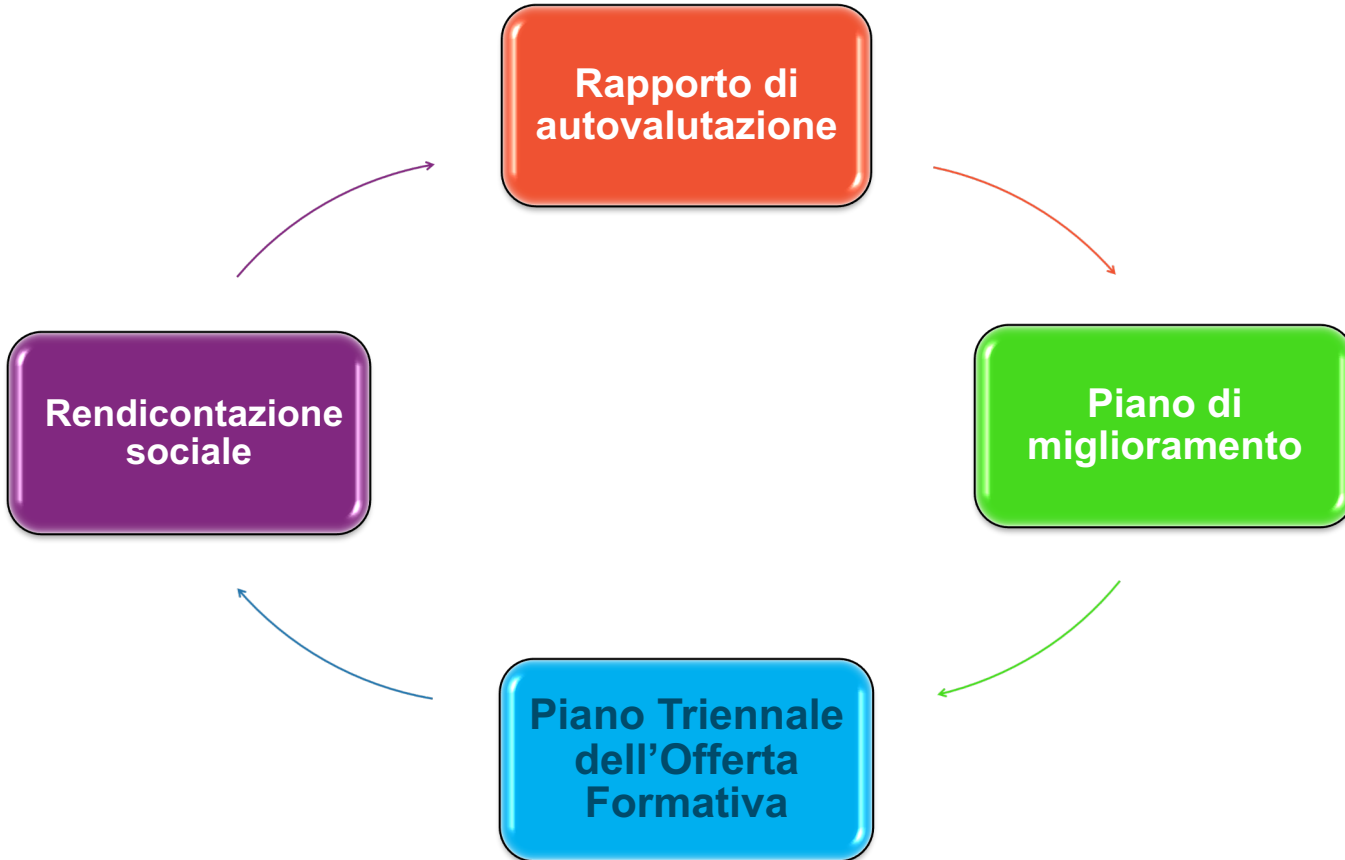 Rapporto di
autovalutazione
Rendicontazione
sociale
Piano di
miglioramento
Piano Triennale
dell’Offerta
Formativa